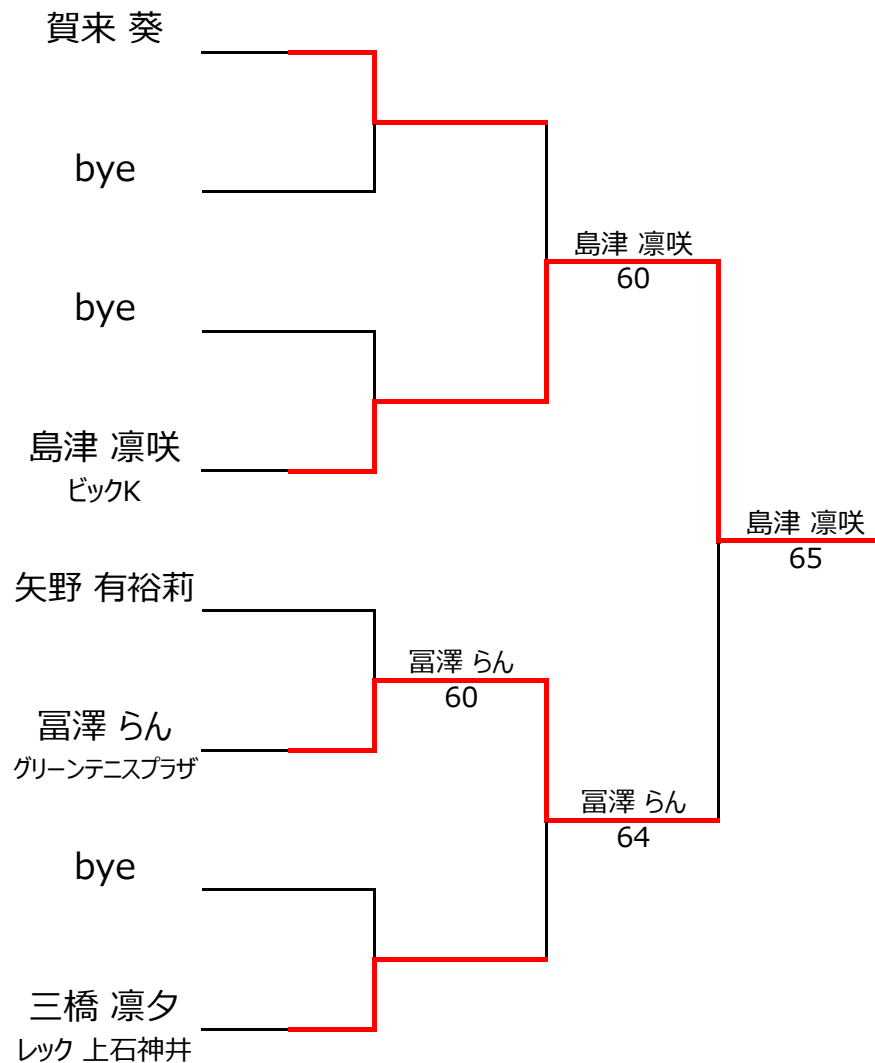 賀来 葵
bye
bye
島津 凛咲
60
島津 凛咲
ビックK
島津 凛咲
65
矢野 有裕莉
冨澤 らん
60
冨澤 らん
グリーンテニスプラザ
冨澤 らん
64
bye
三橋 凛夕
レック 上石神井